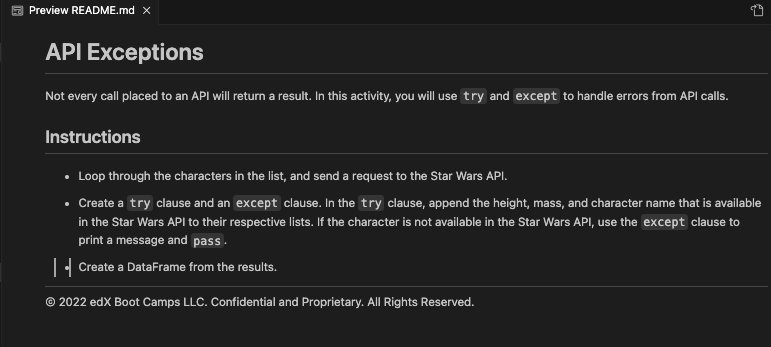 Preview README.md
API Exceptions
Not every call placed to an API will return a result. In this activity, you will use try and except to handle errors from API calls.
Instructions
• Loop through the characters in the list, and send a request to the Star Wars API.
• Create a try clause and an except clause. In the try clause, append the height, mass, and character name that is available
in the Star Wars API to their respective lists. If the character is not available in the Star Wars API, use the except clause to
print a message and pass.
• Create a DataFrame from the results.
© 2022 edX Boot Camps LLC. Confidential and Proprietary. All Rights Reserved.